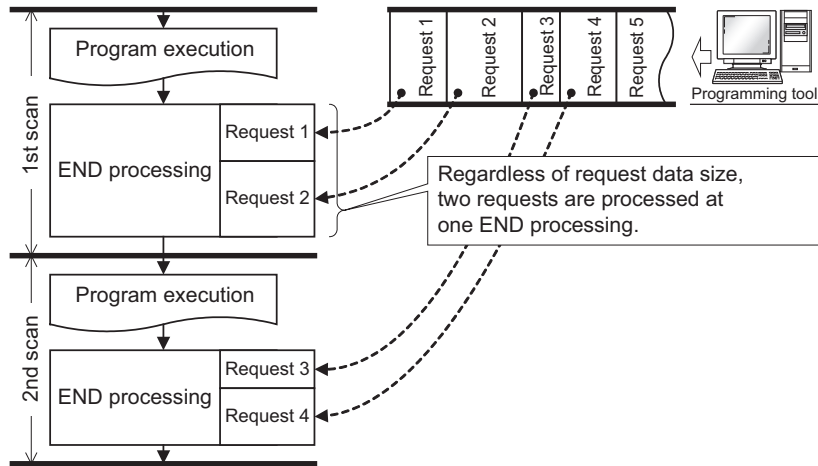 Request 1
Request 2
Request 3
Request 4
Request 5
Programming tool
1st scan
Program execution
END processing
Request 1
Request 2
Regardless of request data size,
two requests are processed at
one END processing.
2nd scan
Program execution
END processing
Request 3
Request 4